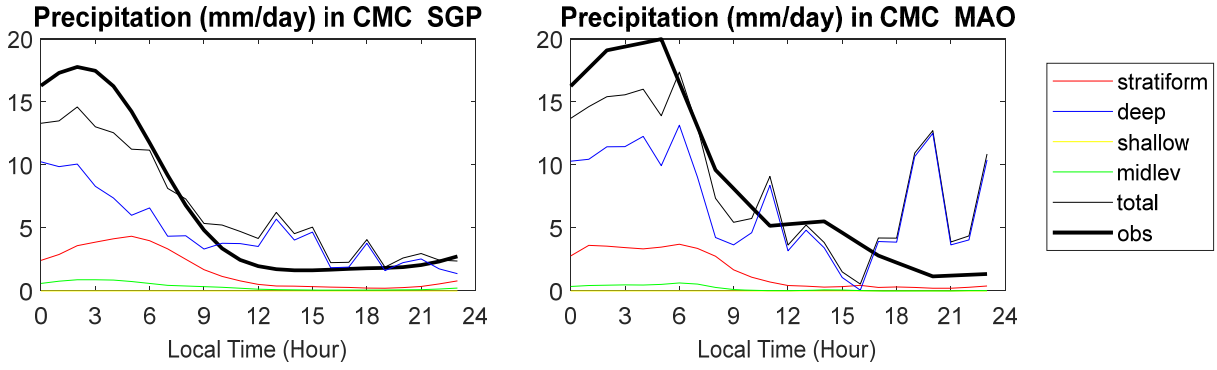 Precipitation (mm/day) in CMC SGP
20
15
10
5
0
0 3 6 9 12 15 18 21 24
Local Time (Hour)
Precipitation (mm/day) in CMC MAO
20
15
10
5
0
0 3 6 9 12 15 18 21 24
Local Time (Hour)
stratiform
deep
shallow
midlev
total
obs